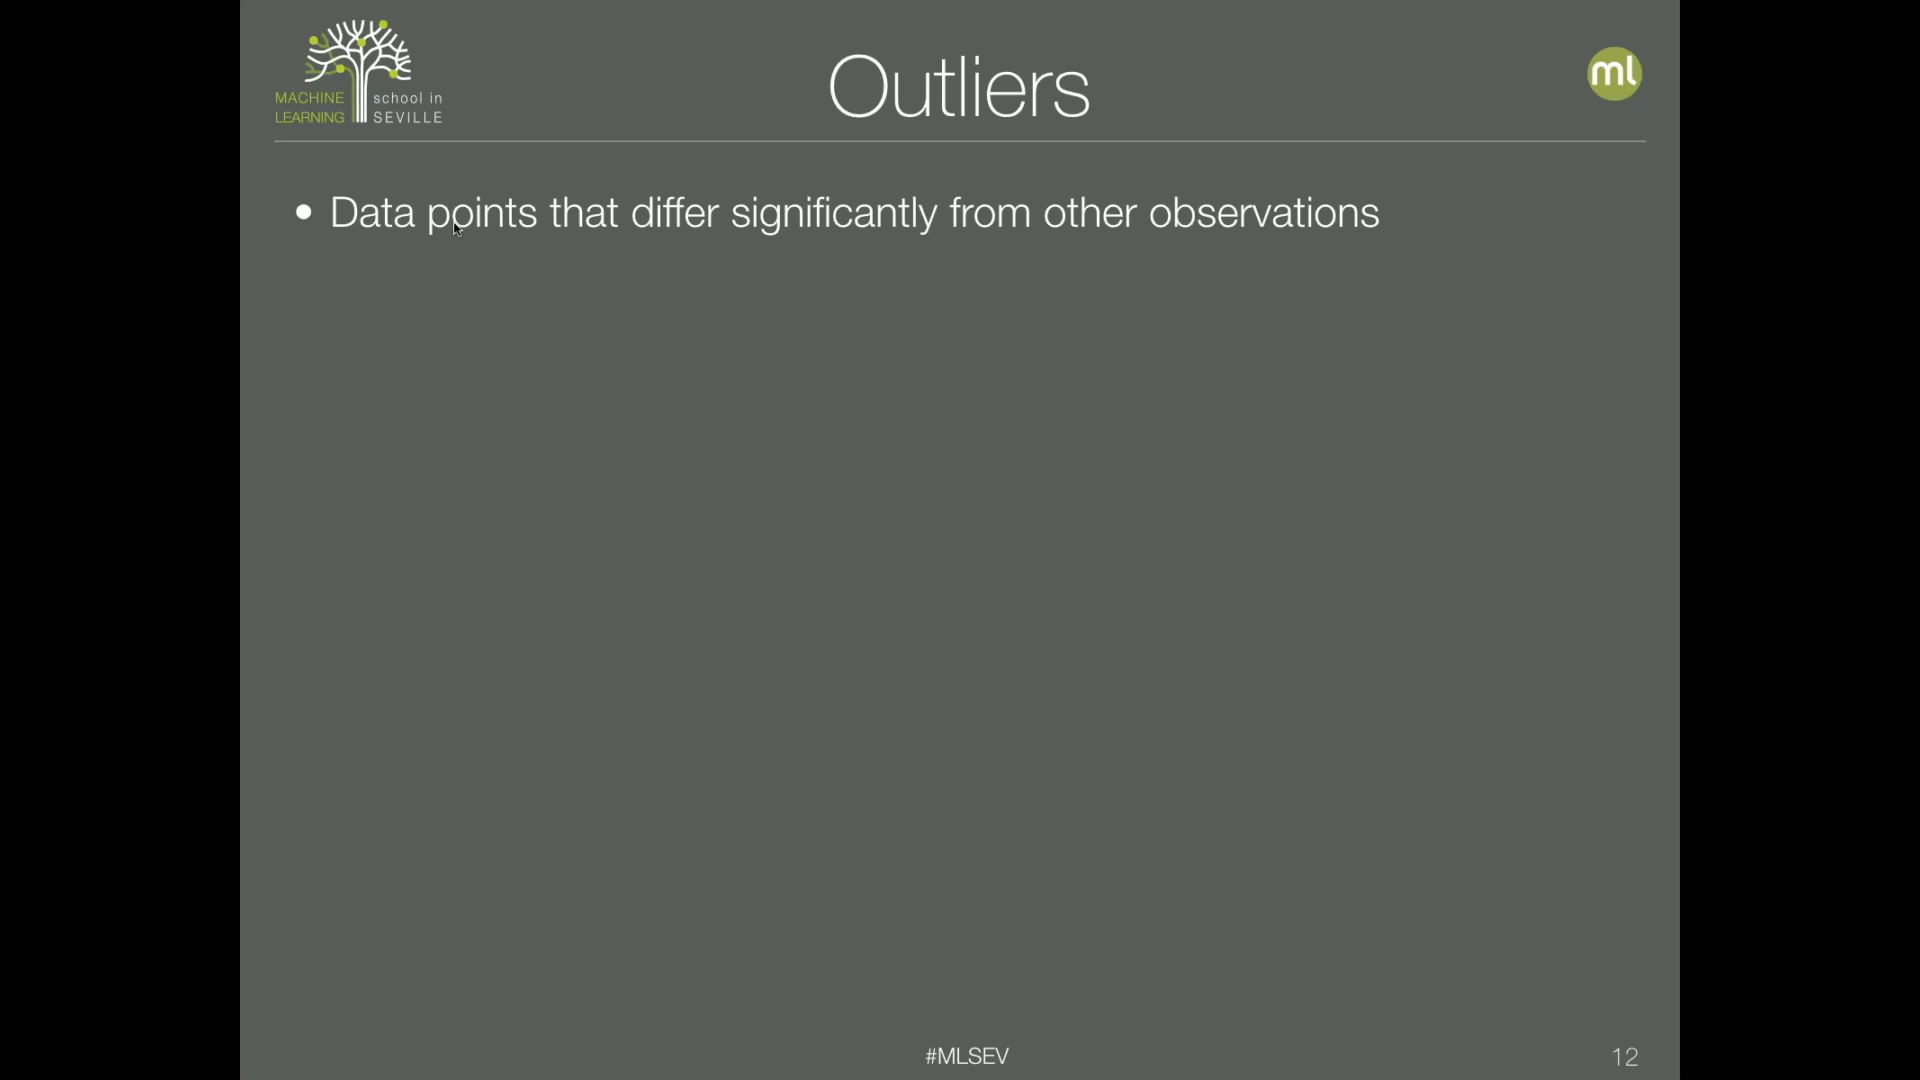 MACHINE school in
LEARNING SEVILLE
Outliers
ml
• Data points that differ significantly from other observations
#MLSEV
12